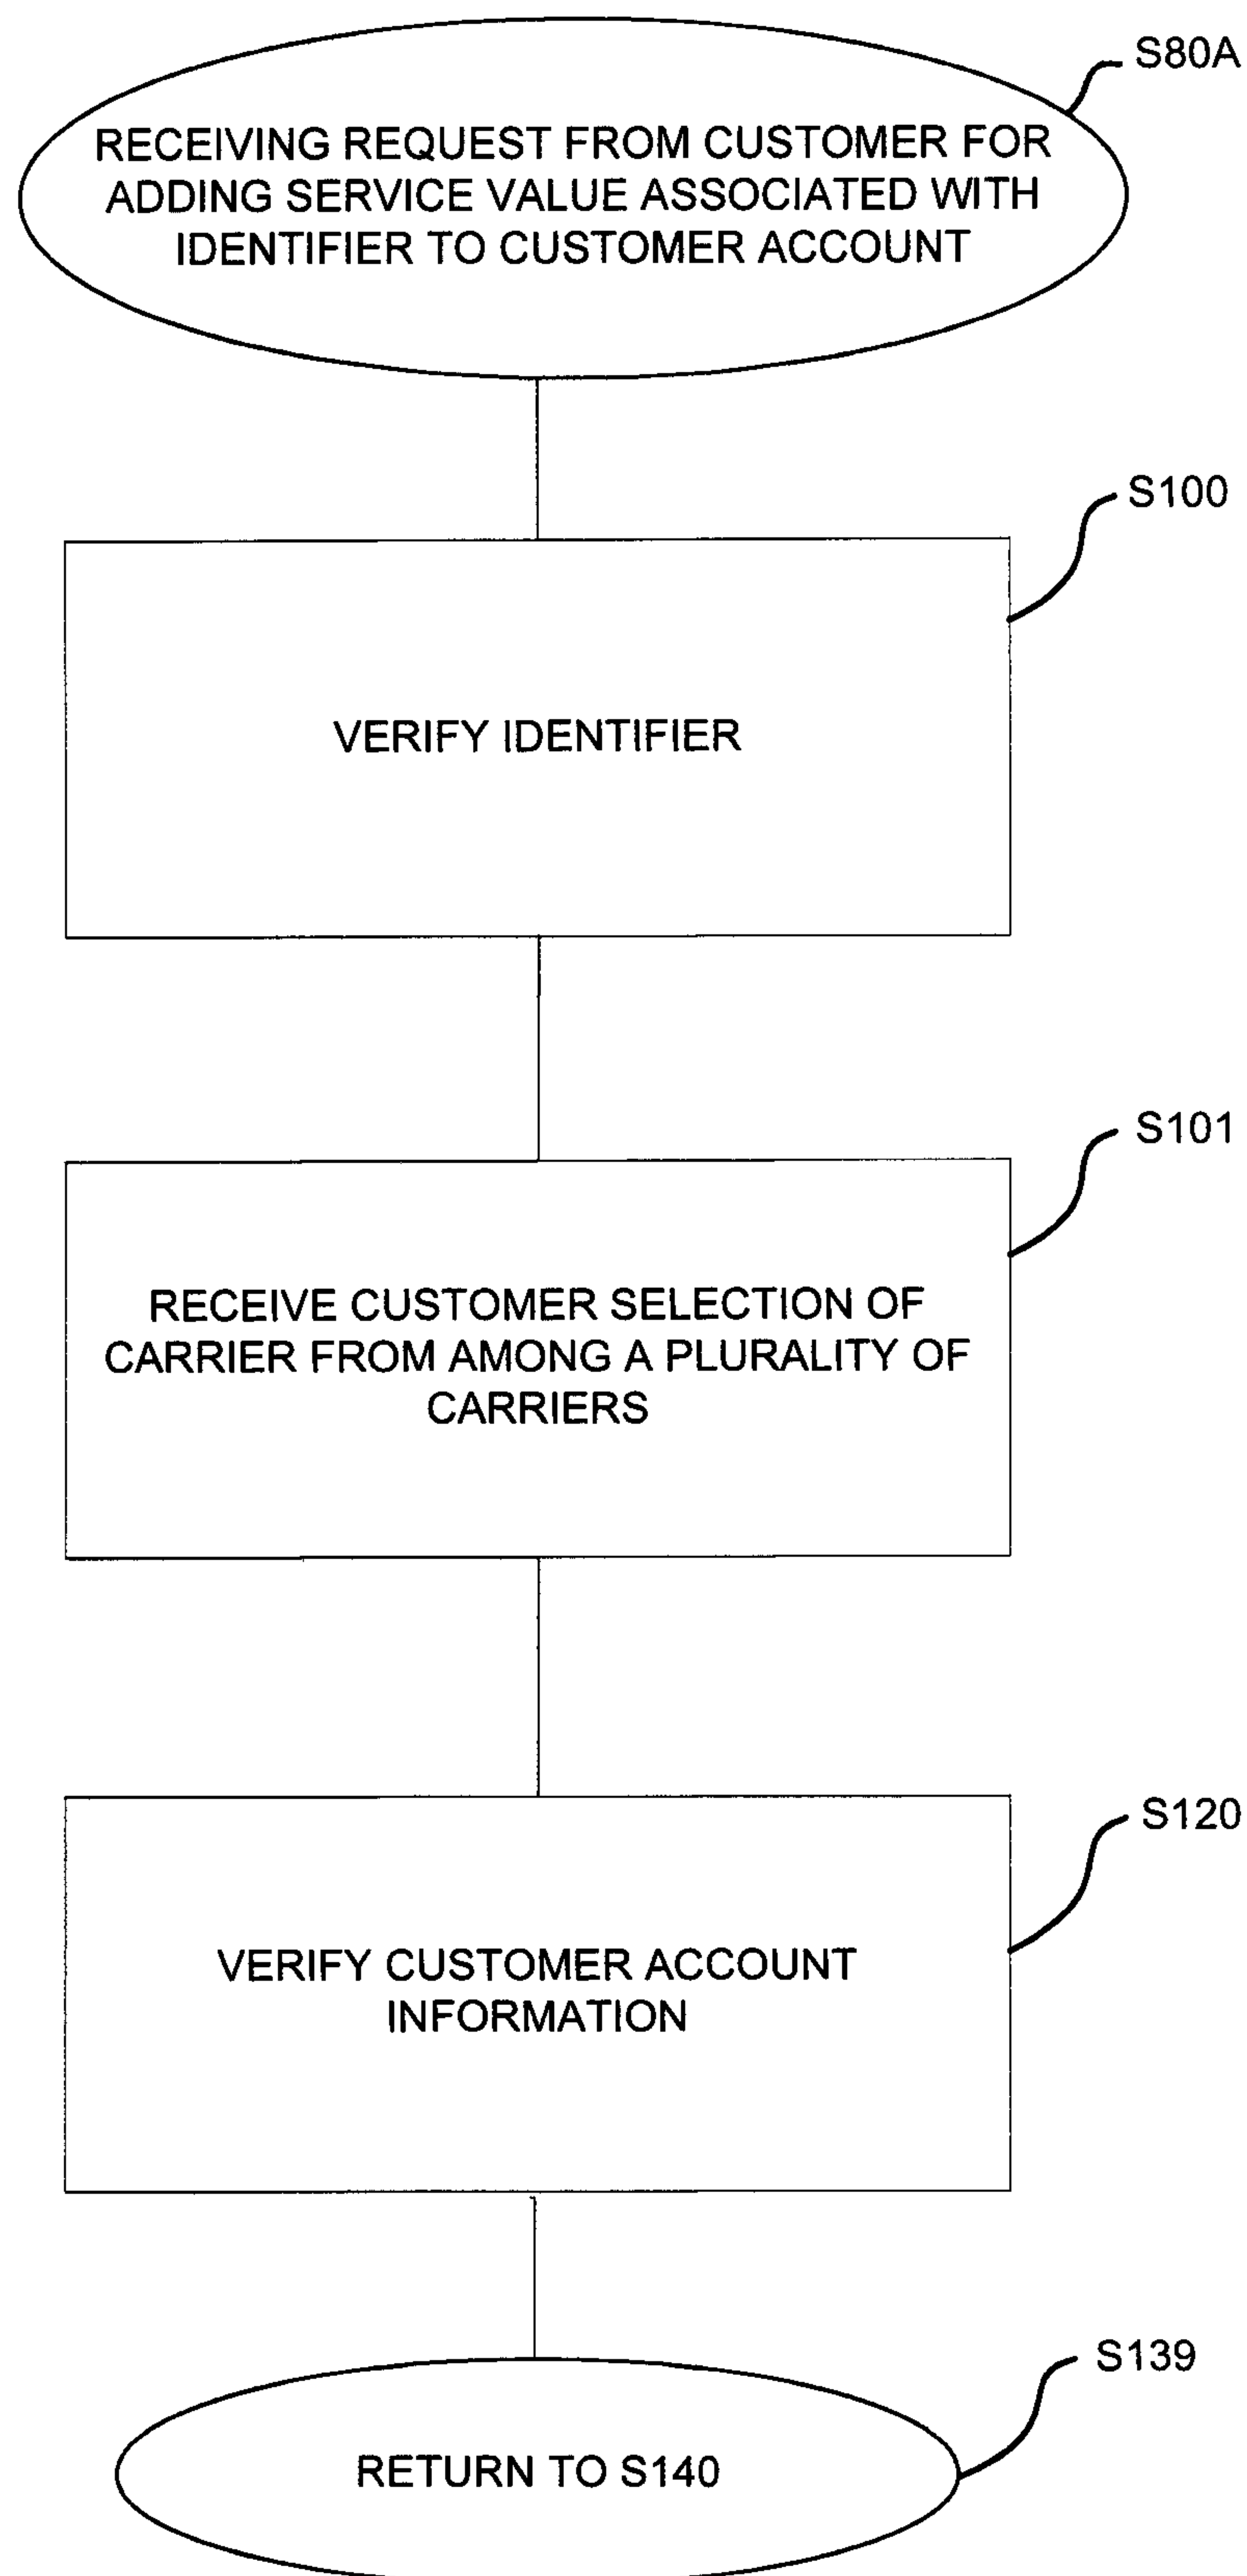 S80A
RECEIVING REQUEST FROM CUSTOMER FOR
ADDING SERVICE VALUE ASSOCIATED WITH
IDENTIFIER TO CUSTOMER ACCOUNT
S100
VERIFY IDENTIFIER
S101
RECEIVE CUSTOMER SELECTION OF
CARRIER FROM AMONG A PLURALITY OF
CARRIERS
S120
VERIFY CUSTOMER ACCOUNT
INFORMATION
S139
RETURN TO S140